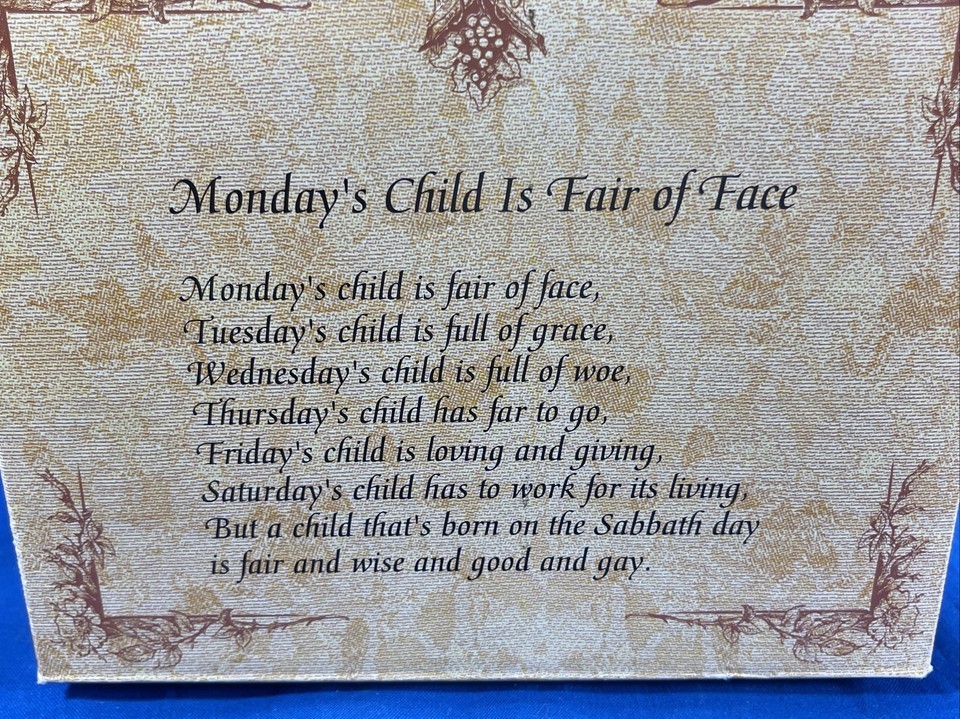 Monday's Child Is Fair of Face
Monday's child is fair of face,
Tuesday's child is full of grace,
Wednesday's child is full of woe,
Thursday's child has far to go,
Friday's child is loving and giving,
Saturday's child has to work for its living,
But a child that's born on the Sabbath day
is fair and wise and good and gay.